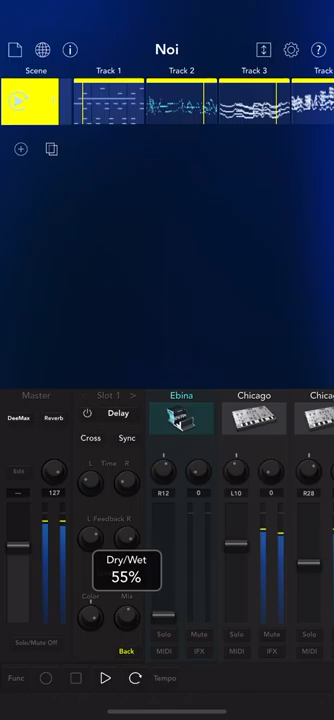 Noi
Scene
Track 1
Track 2
Track 3
Track
Master
Slot 1 >
Ebina
Chicago
Chica
DeeMax
Reverb
Delay
Cross
Sync
Edit
L Time R
--- 127
R12 0
L10 0
R28
L Feedback R
Dry/Wet
55%
Color
Mix
Solo/Mute Off
Back
Solo Mute
Solo Mute
Solo
MIDI IFX
MIDI IFX
MIDI
Func
Tempo